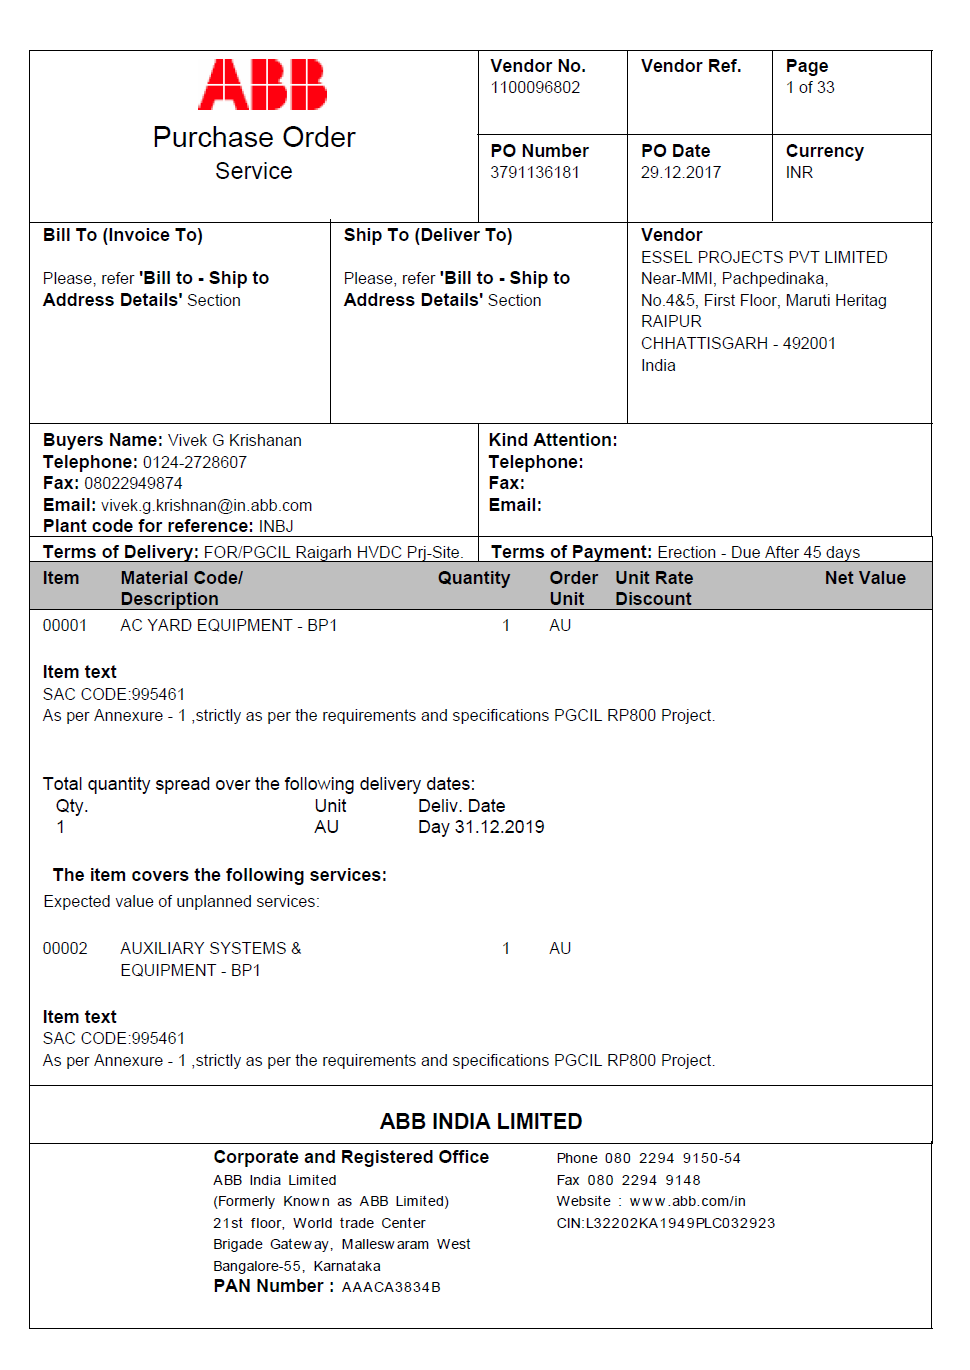 ABB
Purchase Order
Service
Vendor No.
1100096802
Vendor Ref.
Page
1 of 33
PO Number
3791136181
PO Date
29.12.2017
Currency
INR
Bill To (Invoice To)
Please, refer 'Bill to - Ship to
Address Details' Section
Ship To (Deliver To)
Please, refer 'Bill to - Ship to
Address Details' Section
Vendor
ESSEL PROJECTS PVT LIMITED
Near-MMI, Pachpedinaka,
No.4&5, First Floor, Maruti Heritag
RAIPUR
CHHATTISGARH - 492001
India
Buyers Name: Vivek G Krishanan
Telephone: 0124-2728607
Fax: 08022949874
Email: vivek.g.krishnan@in.abb.com
Plant code for reference: INBJ
Kind Attention:
Telephone:
Fax:
Email:
Terms of Delivery: FOR/PGCIL Raigarh HVDC Prj-Site.
Terms of Payment: Erection - Due After 45 days
Item Material Code/ Quantity Order Unit Rate Net Value
Description Unit Discount
00001 AC YARD EQUIPMENT - BP1 1 AU
Item text
SAC CODE:995461
As per Annexure - 1 ,strictly as per the requirements and specifications PGCIL RP800 Project.
Total quantity spread over the following delivery dates:
Qty. Unit Deliv. Date
1 AU Day 31.12.2019
The item covers the following services:
Expected value of unplanned services:
00002 AUXILIARY SYSTEMS & 1 AU
EQUIPMENT - BP1
Item text
SAC CODE:995461
As per Annexure - 1 ,strictly as per the requirements and specifications PGCIL RP800 Project.
ABB INDIA LIMITED
Corporate and Registered Office
ABB India Limited
(Formerly Known as ABB Limited)
21st floor, World trade Center
Brigade Gateway, Malleswaram West
Bangalore-55, Karnataka
PAN Number : AAACA3834B
Phone 080 2294 9150-54
Fax 080 2294 9148
Website : www.abb.com/in
CIN:L32202KA1949PLC032923